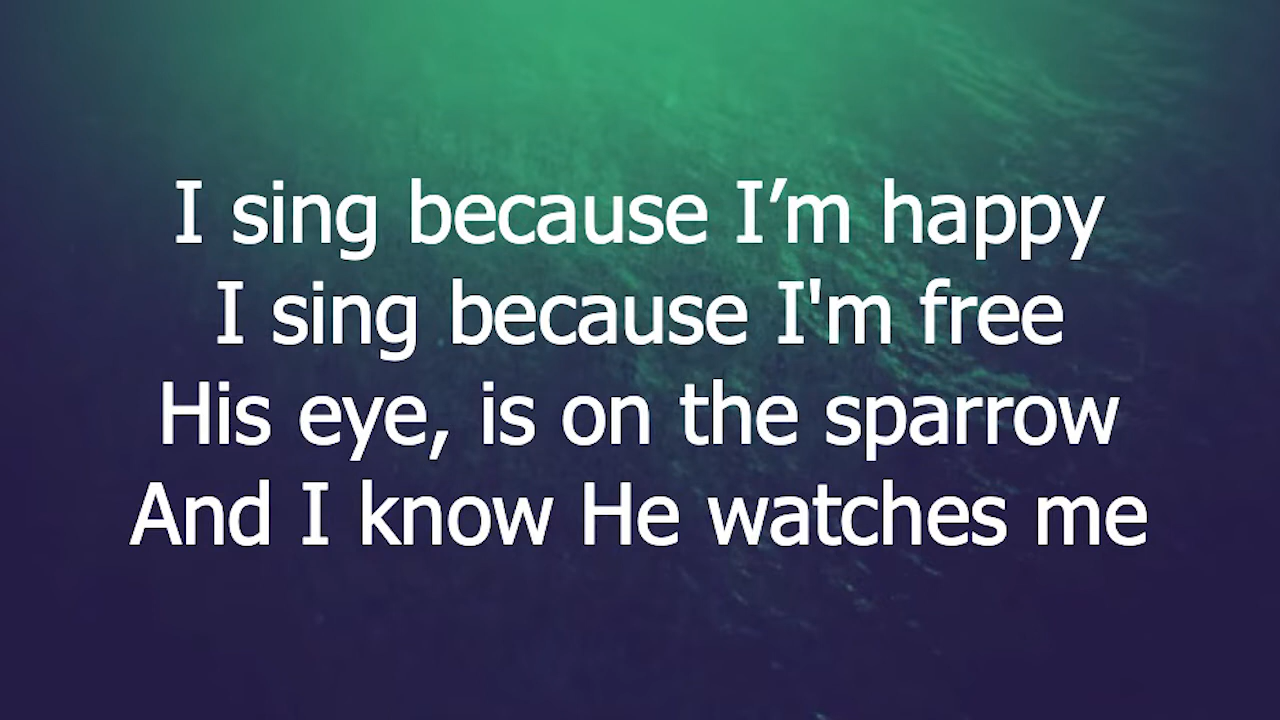 I sing because I’m happy
I sing because I'm free
His eye, is on the sparrow
And I know He watches me